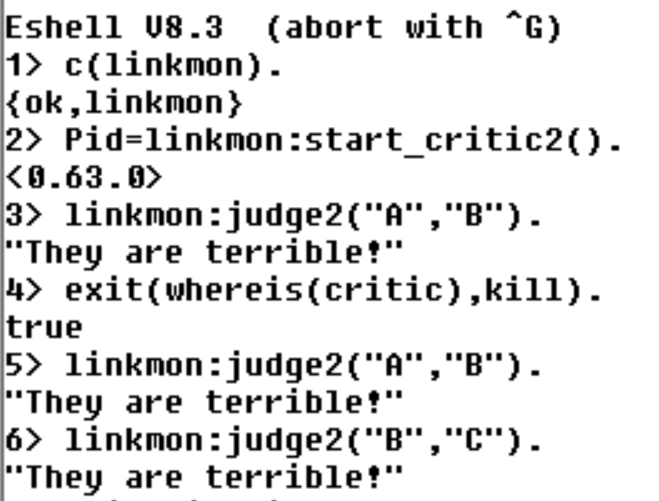 Eshell V8.3  (abort with ^G)
1> c(linkmon).
{ok,linkmon}
2> Pid=linkmon:start_critic2().
<0.63.0>
3> linkmon:judge2("A","B").
"They are terrible!"
4> exit(whereis(critic),kill).
true
5> linkmon:judge2("A","B").
"They are terrible!"
6> linkmon:judge2("B","C").
"They are terrible!"